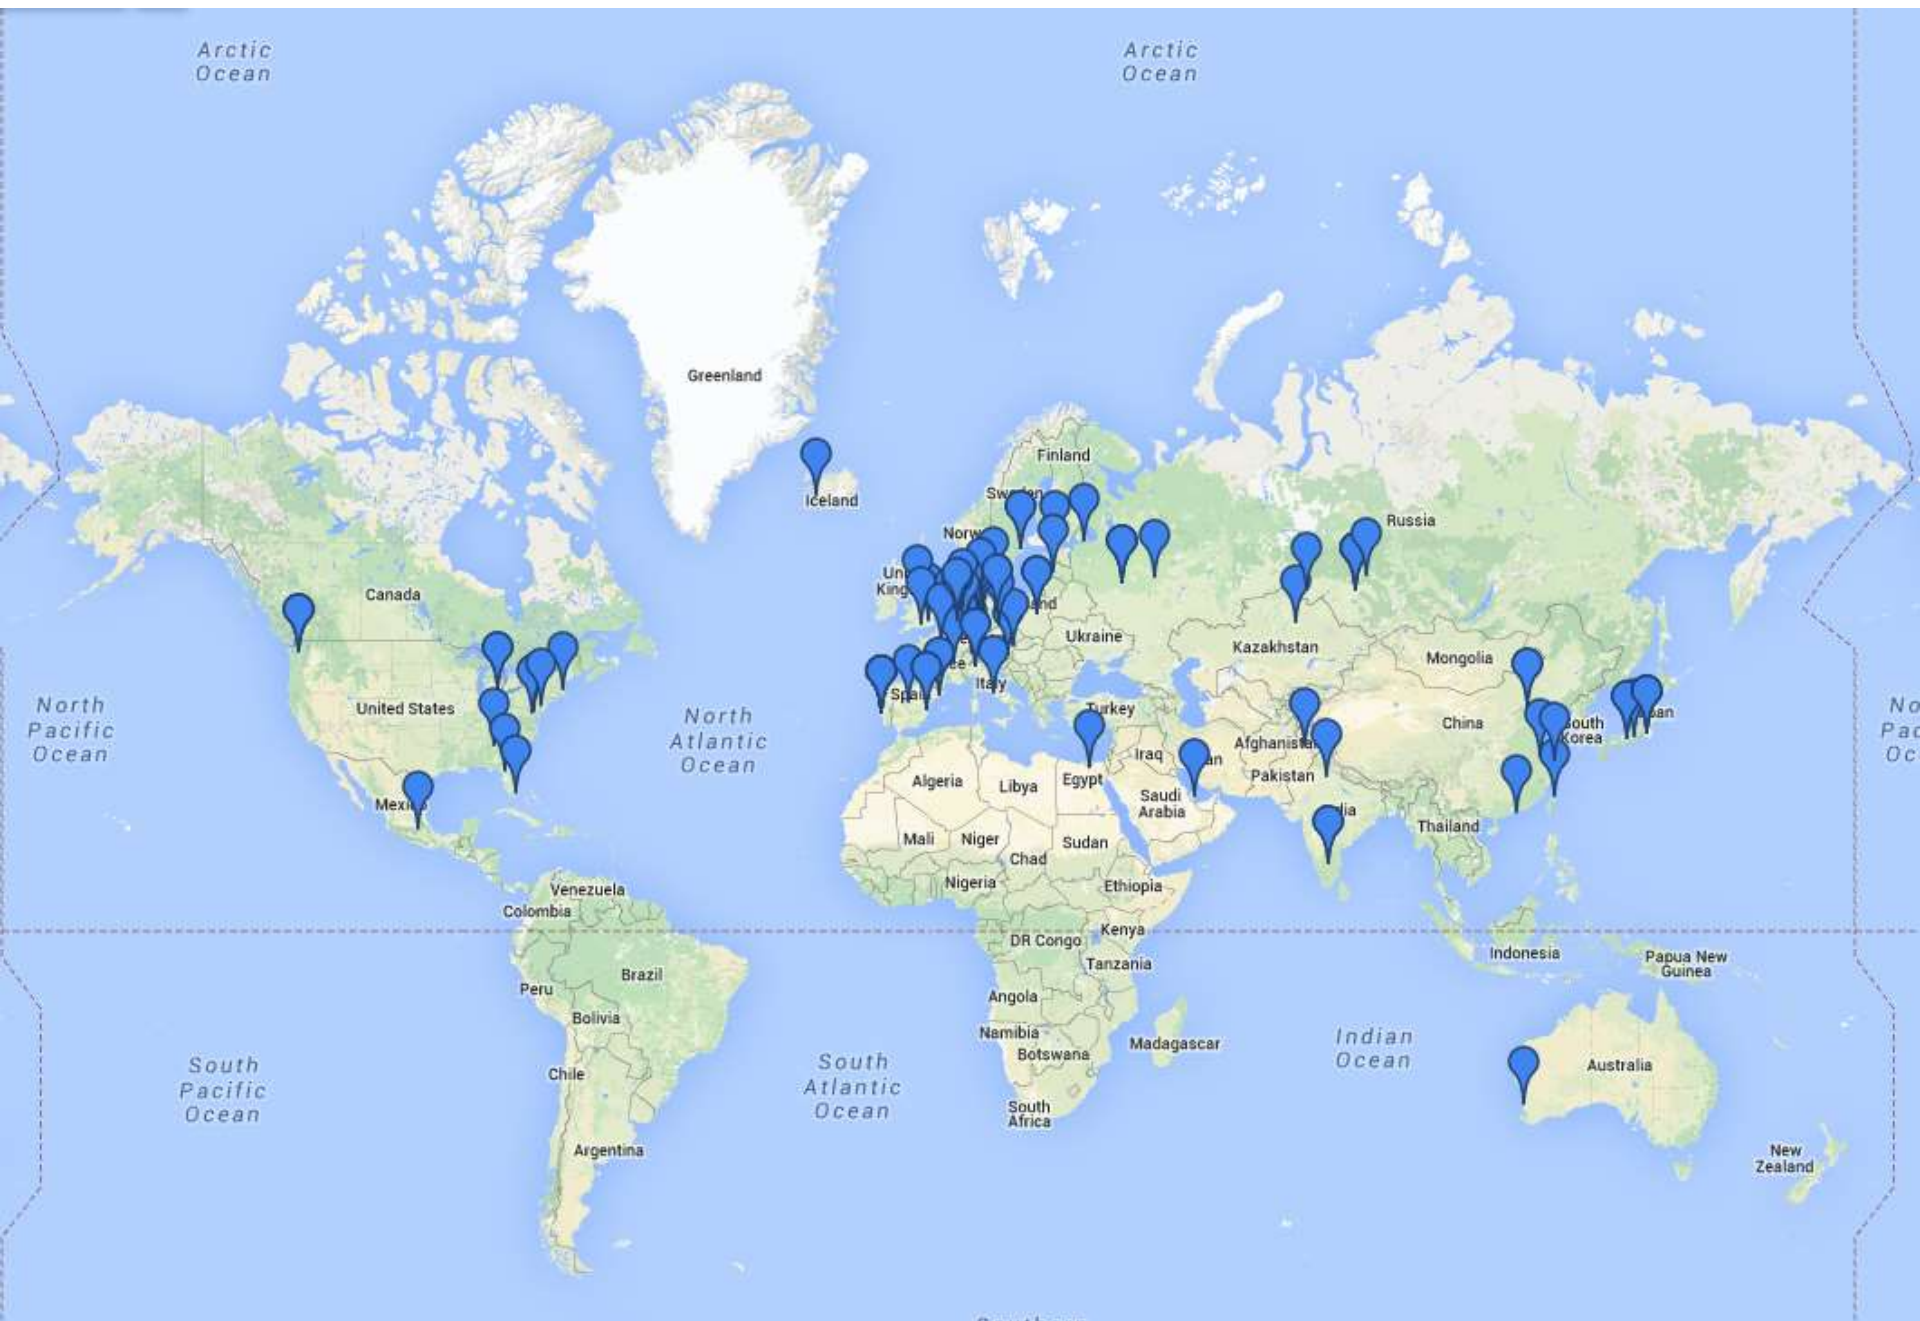 Arctic
Ocean
Arctic
Ocean
Greenland
Finland
Iceland
Russia
Canada
Ukraine
Kazakhstan
Mongolia
North
Pacific
Ocean
United States
North
Atlantic
Ocean
Italy
Turkey
China
South
Korea
Iraq
Pakistan
Algeria
Libya
Egypt
Saudi
Arabia
Thailand
Mali
Niger
Chad
Sudan
Nigeria
Ethiopia
Venezuela
Colombia
DR Congo
Kenya
Tanzania
Indonesia
Papua New
Guinea
Brazil
Peru
Angola
Bolivia
Namibia
Botswana
Madagascar
Indian
Ocean
South
Pacific
Ocean
Chile
South
Atlantic
Ocean
Australia
South
Africa
Argentina
New
Zealand